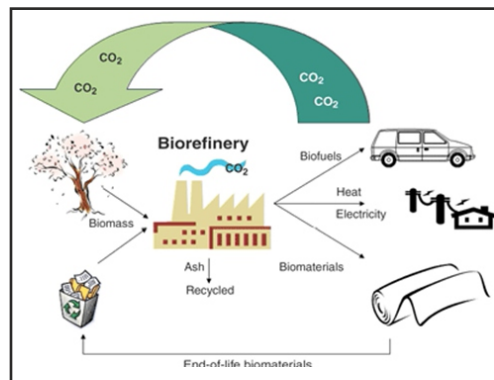 CO₂
CO₂
CO₂
CO₂
Biorefinery
CO₂
Biofuels
Heat
Electricity
Biomass
Ash
Recycled
Biomaterials
End-of-life biomaterials